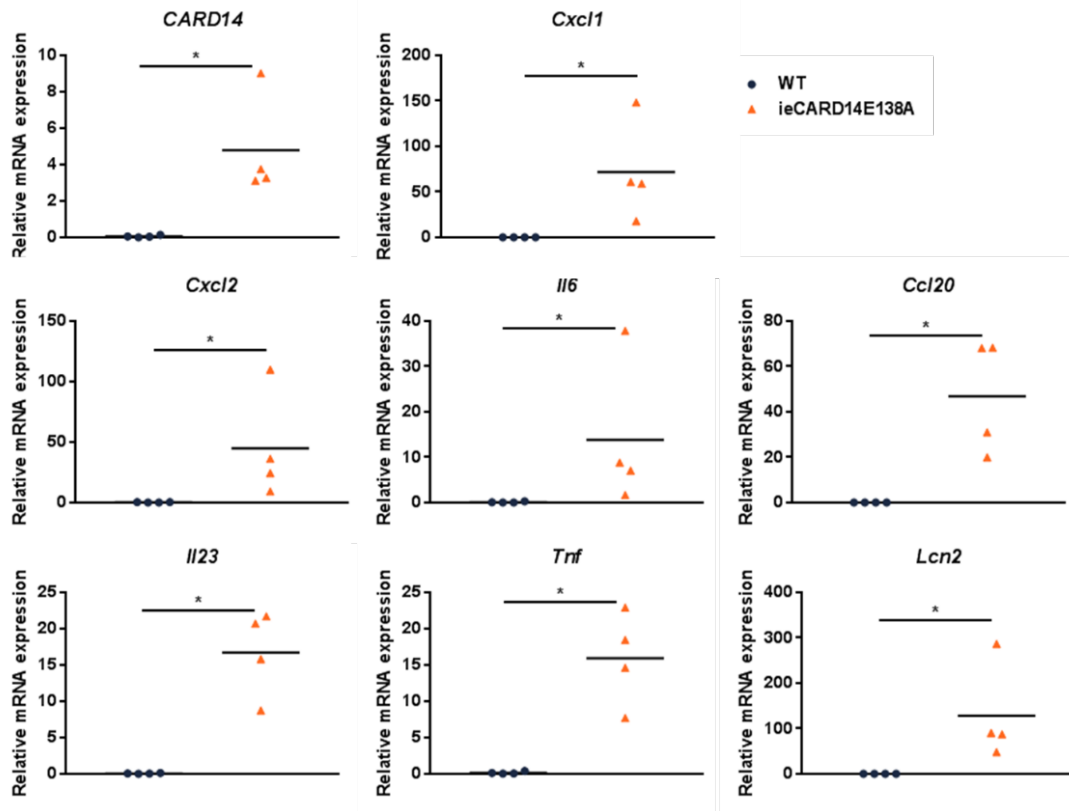 CARD14
Relative mRNA expression
10
8
6
4
2
0
*
Cxcl1
Relative mRNA expression
200
150
100
50
0
*
WT
ieCARD14E138A
Cxcl2
Relative mRNA expression
150
100
50
0
*
Il6
Relative mRNA expression
40
30
20
10
0
*
Ccl20
Relative mRNA expression
80
60
40
20
0
*
Il23
Relative mRNA expression
25
20
15
10
5
0
*
Tnf
Relative mRNA expression
25
20
15
10
5
0
*
Lcn2
Relative mRNA expression
400
300
200
100
0
*